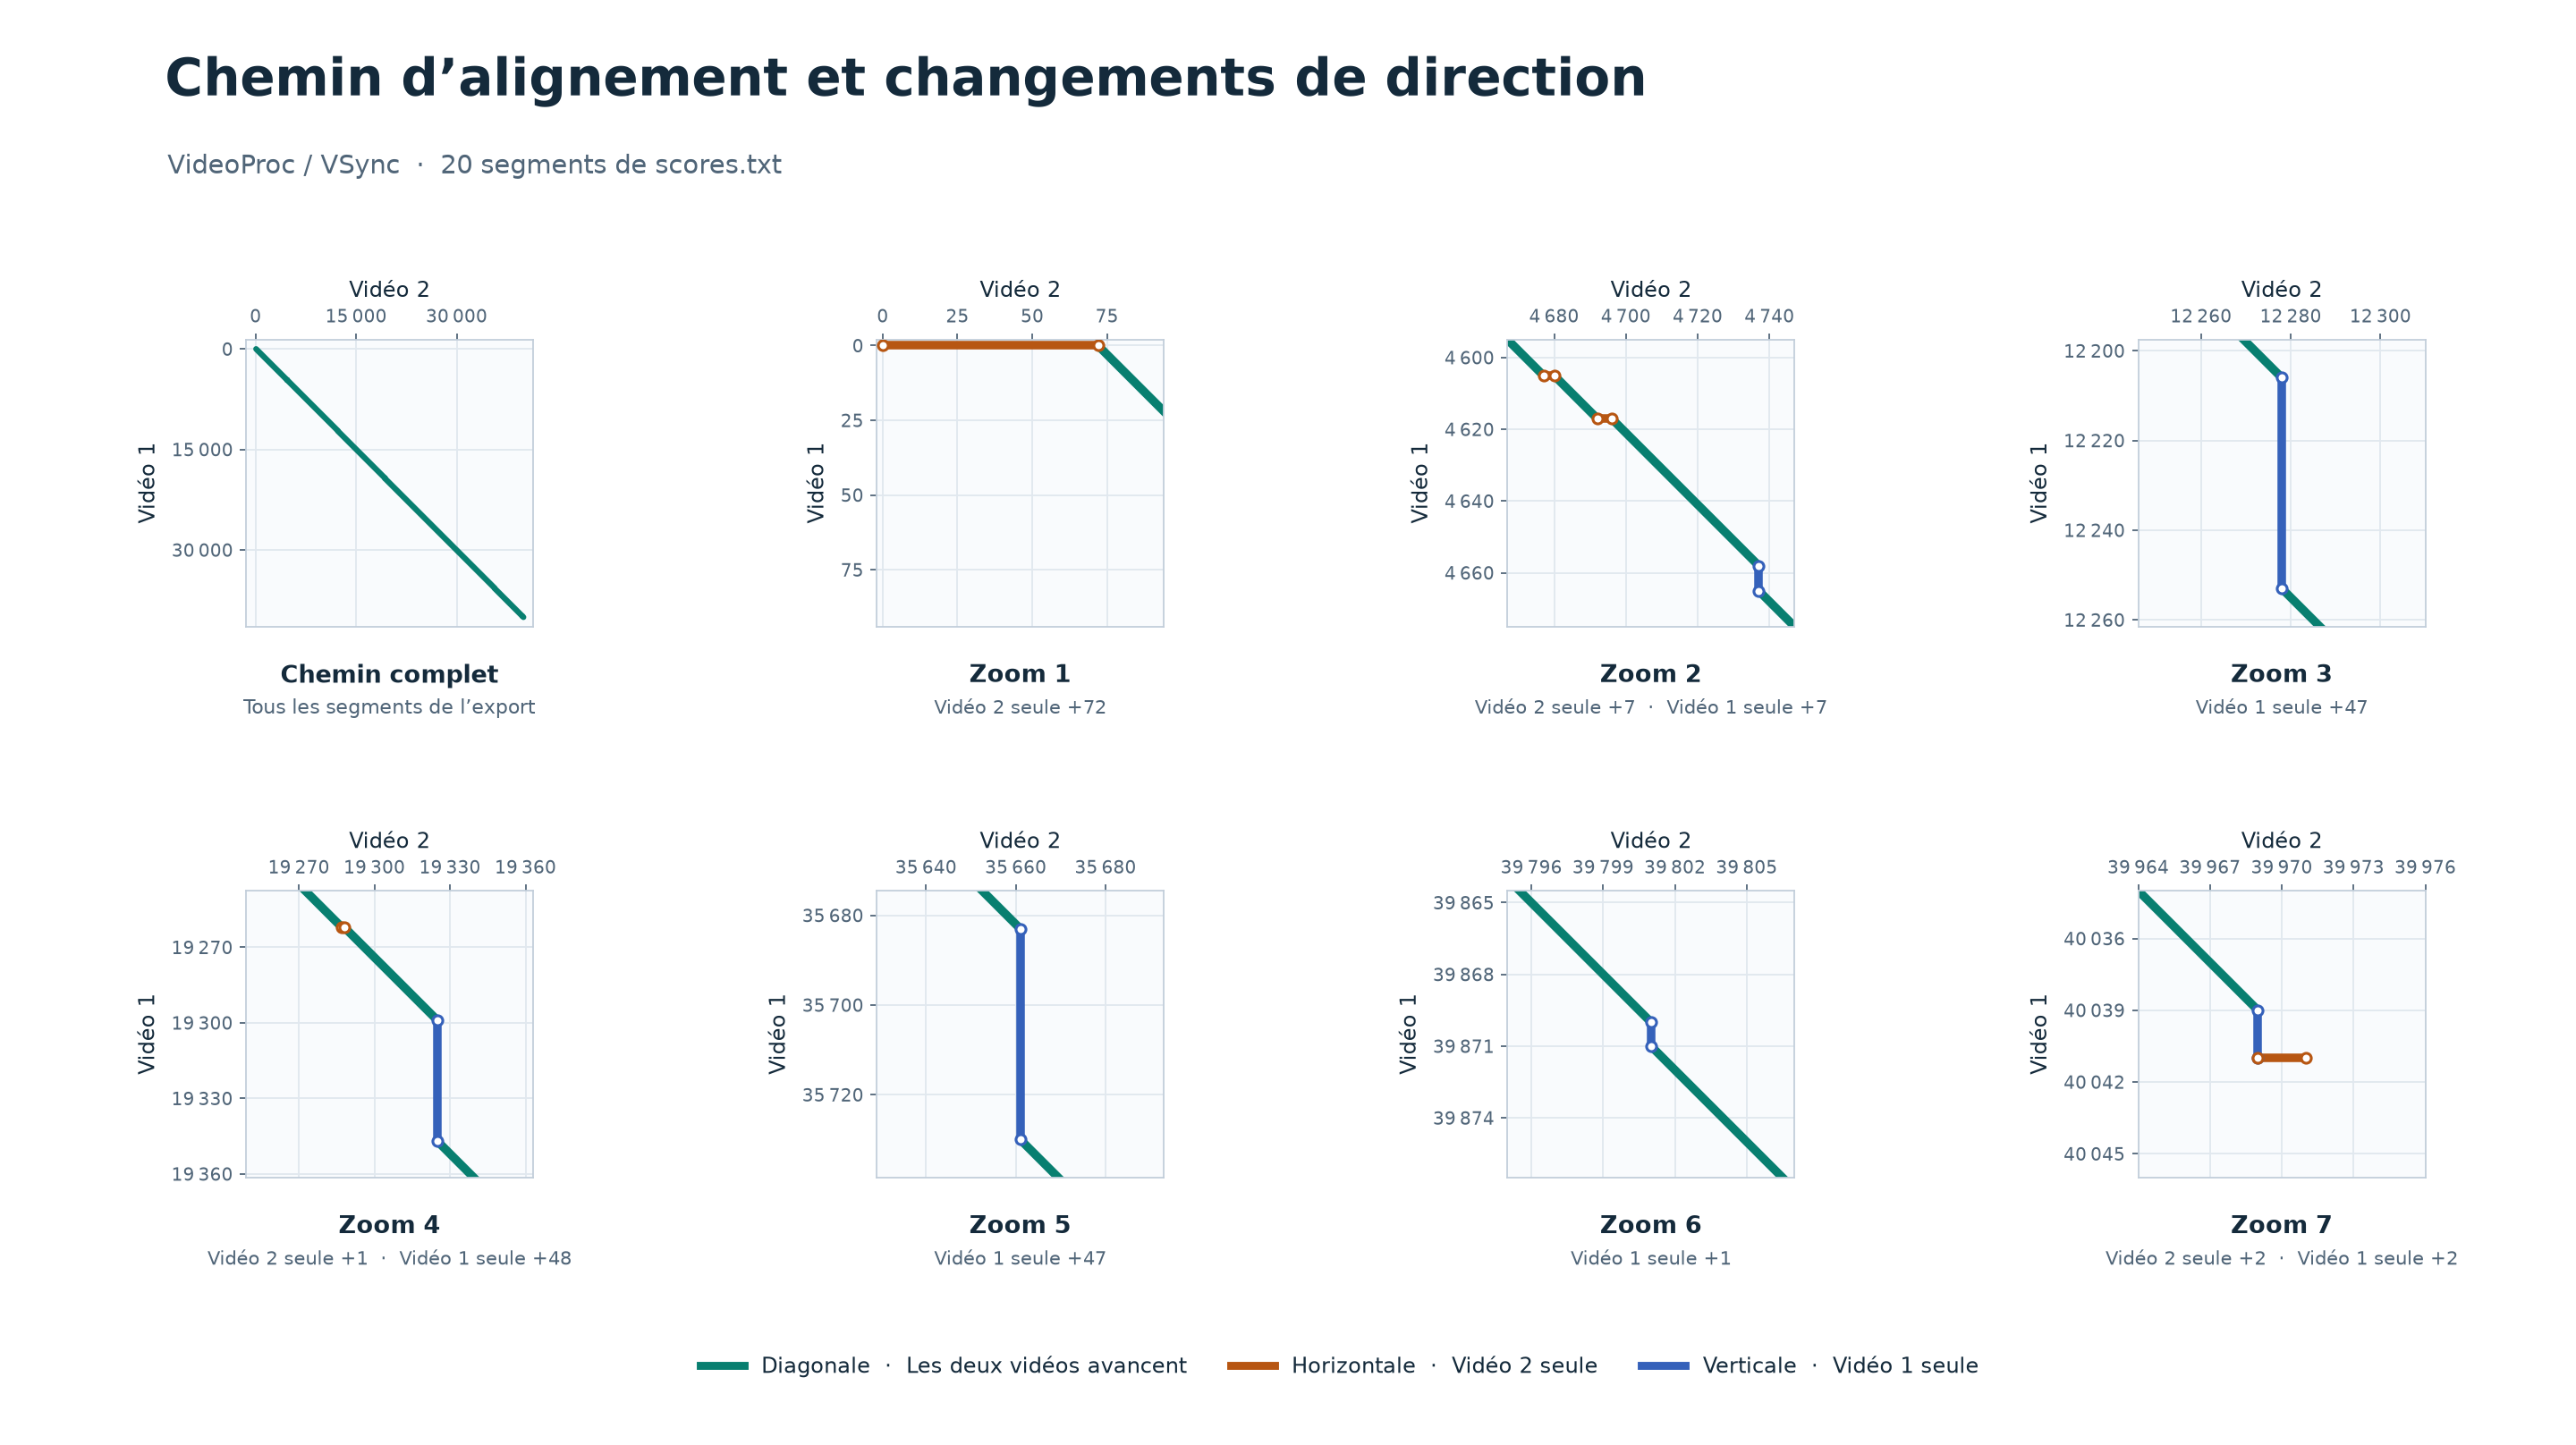 Chemin d’alignement et changements de direction
VideoProc / VSync · 20 segments de scores.txt
Vidéo 2
0 15 000 30 000
0
15 000
30 000
Vidéo 1
Chemin complet
Tous les segments de l’export
Vidéo 2
0 25 50 75
0
25
50
75
Vidéo 1
Zoom 1
Vidéo 2 seule +72
Vidéo 2
4 680 4 700 4 720 4 740
4 600
4 620
4 640
4 660
Vidéo 1
Zoom 2
Vidéo 2 seule +7 · Vidéo 1 seule +7
Vidéo 2
12 260 12 280 12 300
12 200
12 220
12 240
12 260
Vidéo 1
Zoom 3
Vidéo 1 seule +47
Vidéo 2
19 270 19 300 19 330 19 360
19 270
19 300
19 330
19 360
Vidéo 1
Zoom 4
Vidéo 2 seule +1 · Vidéo 1 seule +48
Vidéo 2
35 640 35 660 35 680
35 680
35 700
35 720
Vidéo 1
Zoom 5
Vidéo 1 seule +47
Vidéo 2
39 796 39 799 39 802 39 805
39 865
39 868
39 871
39 874
Vidéo 1
Zoom 6
Vidéo 1 seule +1
Vidéo 2
39 964 39 967 39 970 39 973 39 976
40 036
40 039
40 042
40 045
Vidéo 1
Zoom 7
Vidéo 2 seule +2 · Vidéo 1 seule +2
Diagonale · Les deux vidéos avancent
Horizontale · Vidéo 2 seule
Verticale · Vidéo 1 seule